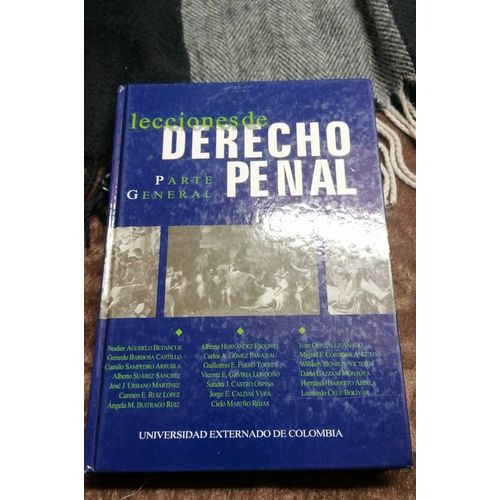 lecciones de
DERECHO
PENAL
PARTE
GENERAL
Nodier AGUDELO BETANCUR
Gerardo BARBOSA CASTILLO
Camilo SAMPEDRO ARRUBLA
Alberto SUÁREZ SÁNCHEZ
José J. URBANO MARTÍNEZ
Carmen E. RUIZ LÓPEZ
Angela M. BUITRAGO RUIZ
Alberto HERNÁNDEZ ESQUIVEL
Carlos A. GÓMEZ PAVAJEAU
Guillermo E. FERRO TORRES
Vicente E. GAVIRIA LONDOÑO
Sandra J. CASTRO OSPINA
Jorge E. CALDAS VERA
Cielo MARIÑO ROJAS
Iván GONZÁLEZ AMADO
Miguel F. CÓRDOBA ANGULO
William MONROY VICTORIA
Darío BAZZANI MONTOYA
Hernando BARRETO ARDILA
Leonardo CRUZ BOLÍVAR
UNIVERSIDAD EXTERNADO DE COLOMBIA